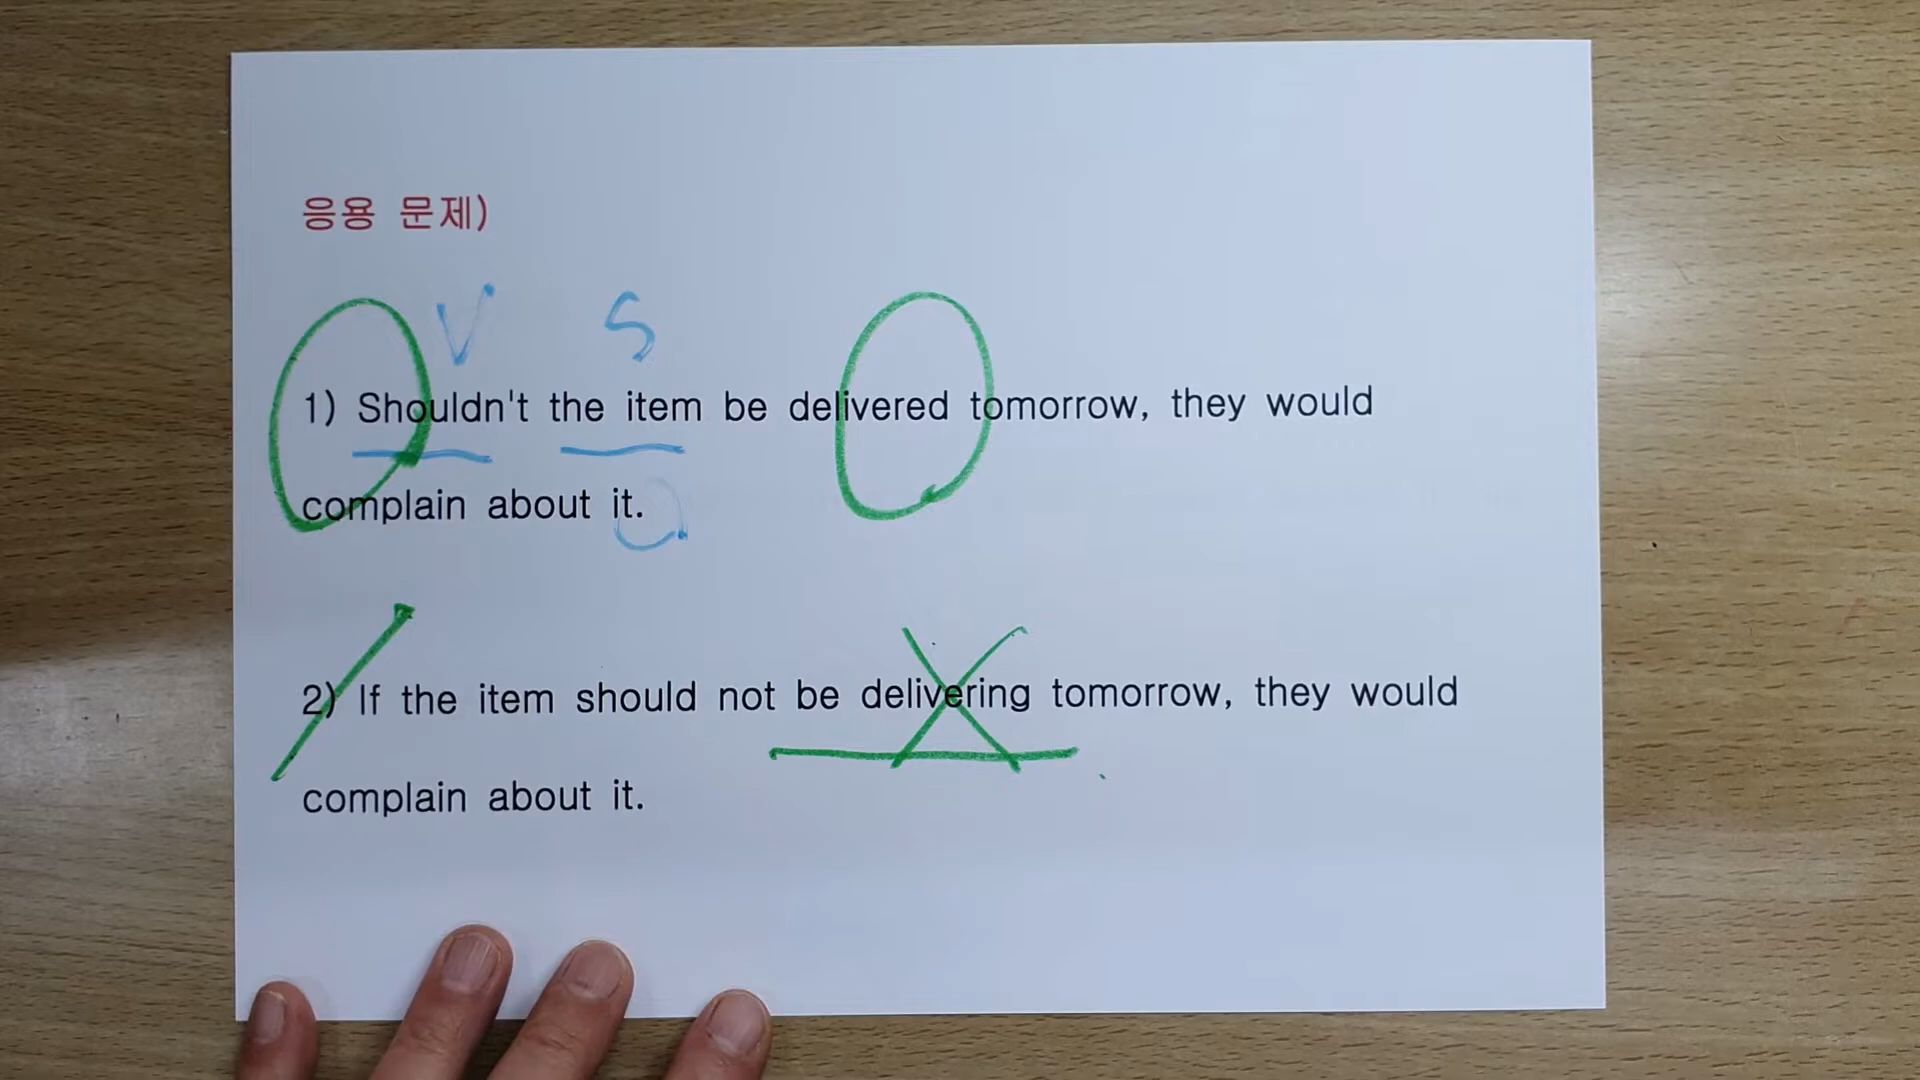 응용 문제)
V S
1) Shouldn't the item be delivered tomorrow, they would
complain about it.
2) If the item should not be delivering tomorrow, they would
complain about it.